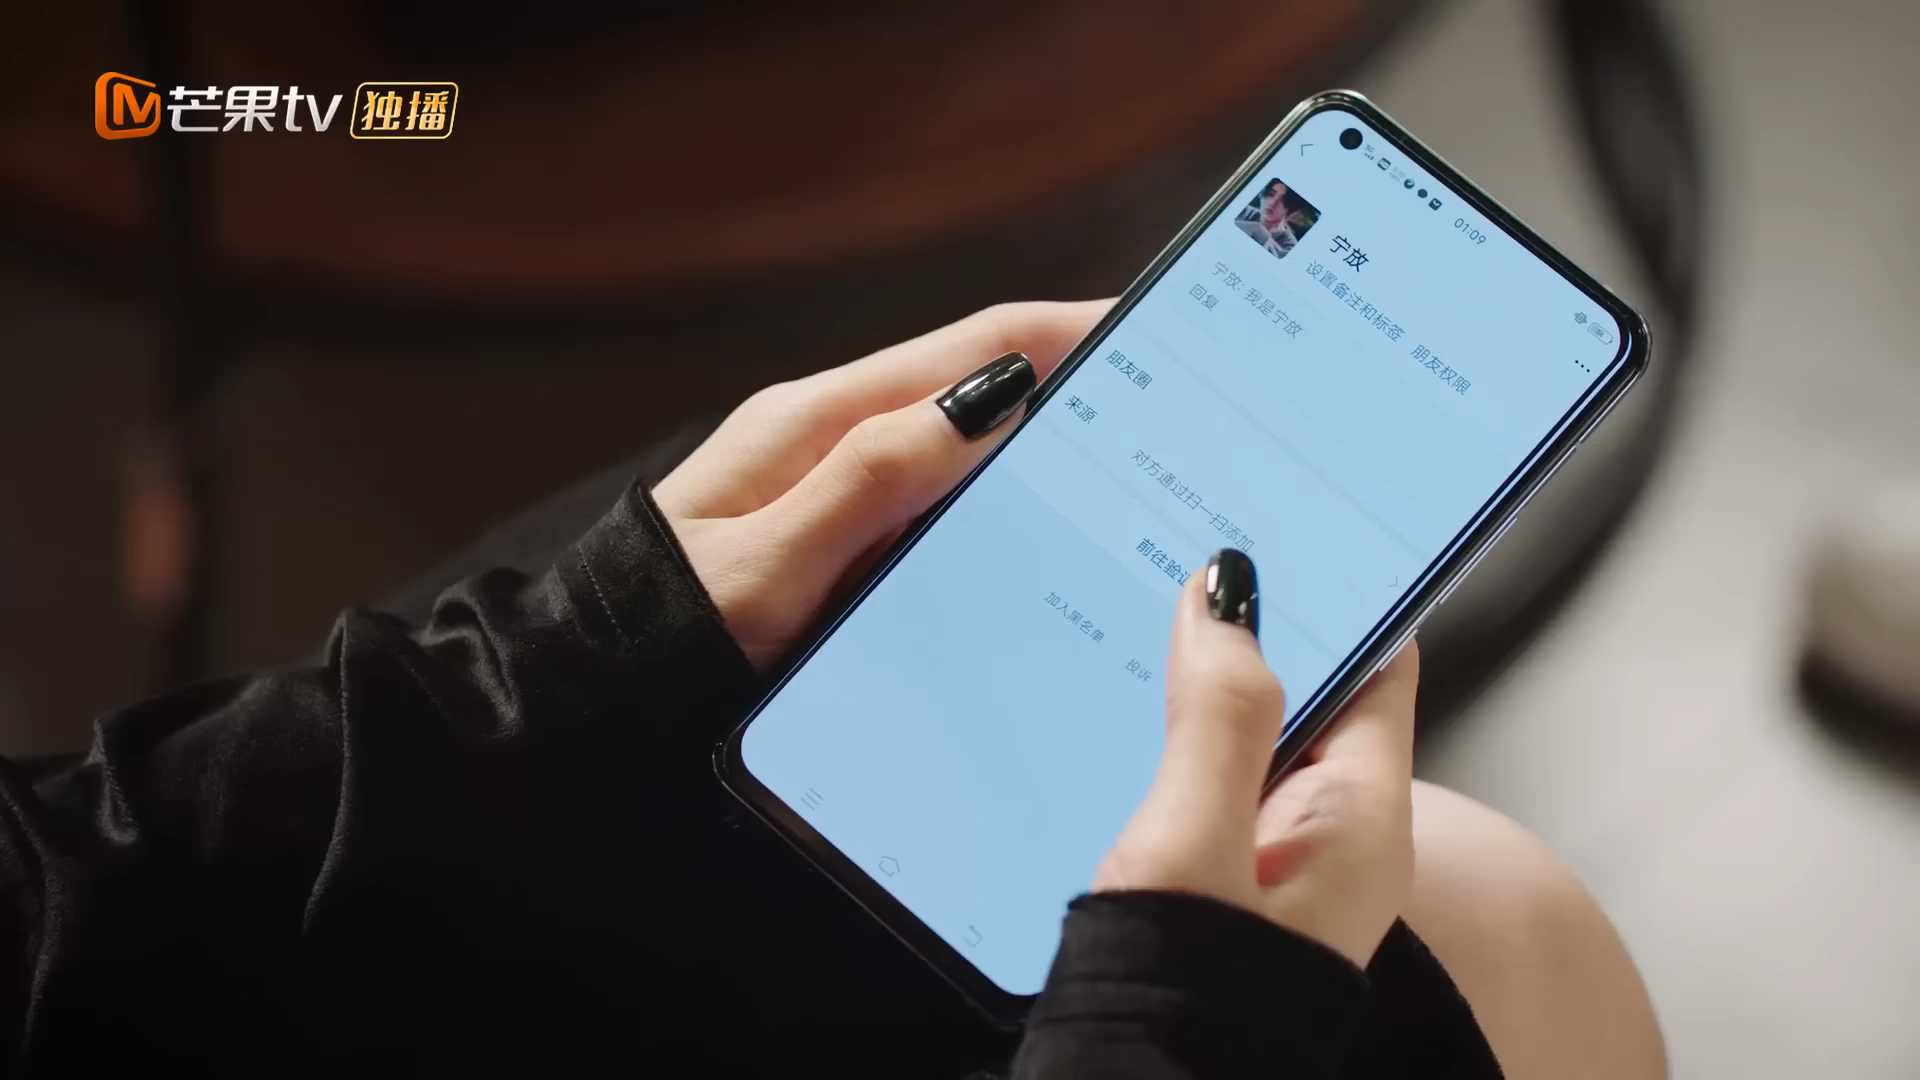 芒果tv 独播
01:09
宁放
设置备注和标签 朋友权限
宁放: 我是宁放
回复
朋友圈
来源
对方通过扫一扫添加
前往验证
加入黑名单
投诉